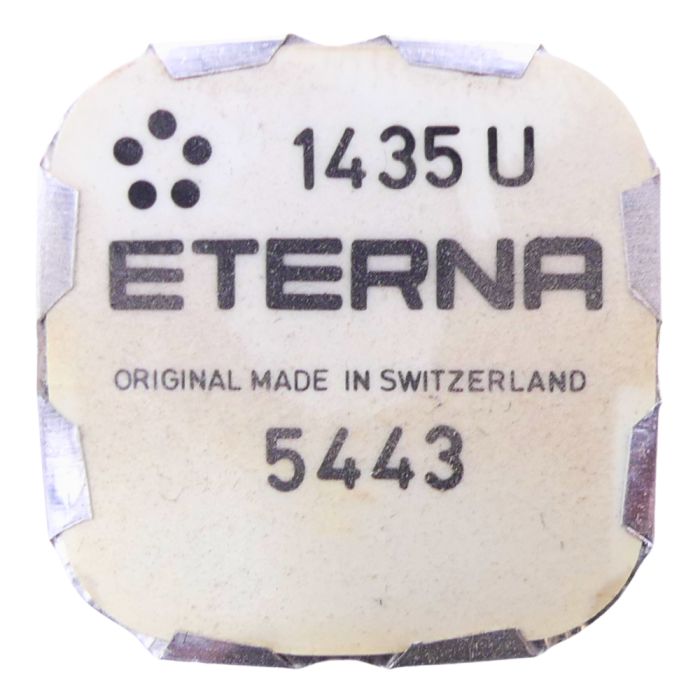 1435 U
ETERNA
ORIGINAL MADE IN SWITZERLAND
5443